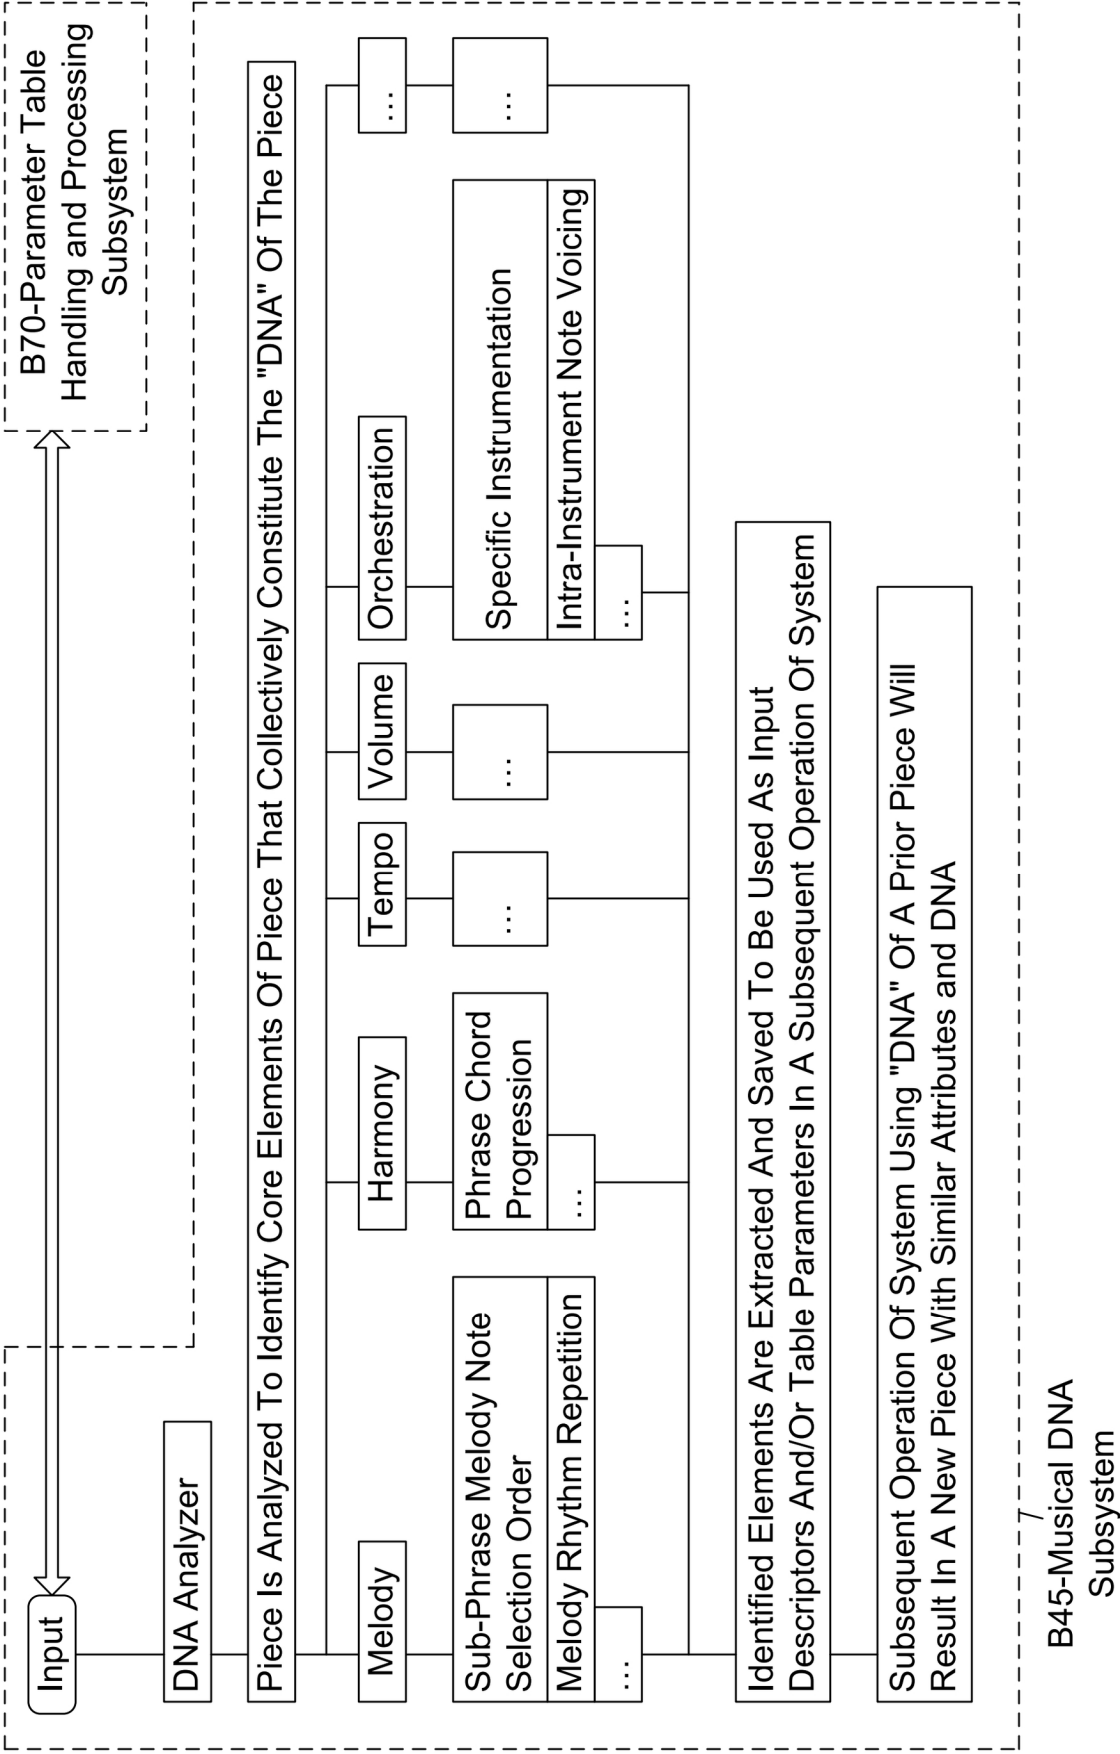 B70-Parameter Table
Handling and Processing
Subsystem
Input
DNA Analyzer
Piece Is Analyzed To Identify Core Elements Of Piece That Collectively Constitute The "DNA" Of The Piece
Melody
Harmony
Tempo
Volume
Orchestration
...
Sub-Phrase Melody Note
Selection Order
Melody Rhythm Repetition
...
Phrase Chord
Progression
...
...
...
Specific Instrumentation
Intra-Instrument Note Voicing
...
...
Identified Elements Are Extracted And Saved To Be Used As Input
Descriptors And/Or Table Parameters In A Subsequent Operation Of System
Subsequent Operation Of System Using "DNA" Of A Prior Piece Will
Result In A New Piece With Similar Attributes and DNA
B45-Musical DNA
Subsystem